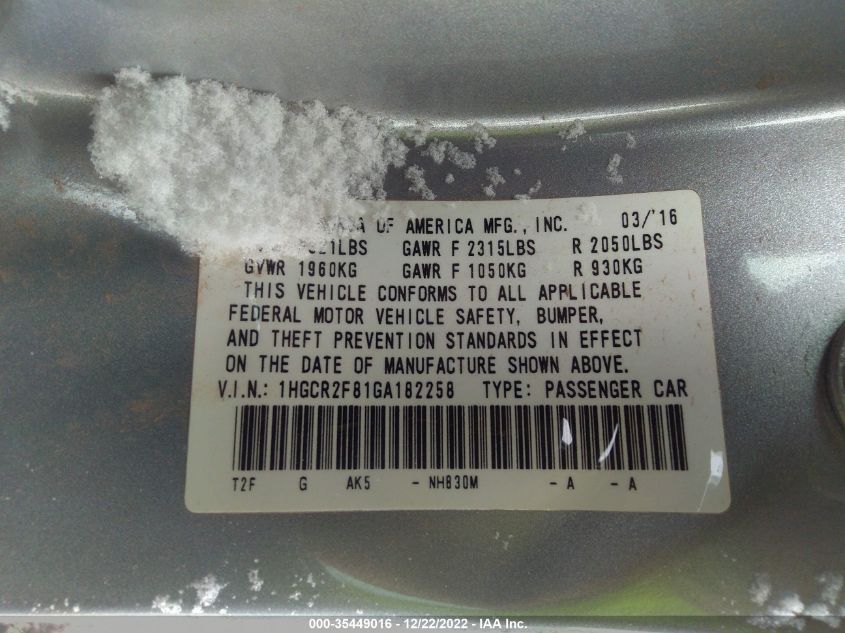 OF AMERICA MFG., INC. 03/'16
GAWR F 2315LBS R 2050LBS
GVWR 1960KG GAWR F 1050KG R 930KG
THIS VEHICLE CONFORMS TO ALL APPLICABLE
FEDERAL MOTOR VEHICLE SAFETY, BUMPER,
AND THEFT PREVENTION STANDARDS IN EFFECT
ON THE DATE OF MANUFACTURE SHOWN ABOVE.
V.I.N.: 1HGCR2F81GA182258 TYPE: PASSENGER CAR
T2F G AK5 - NH830M - A - A
000-35449016 - 12/22/2022 - IAA Inc.